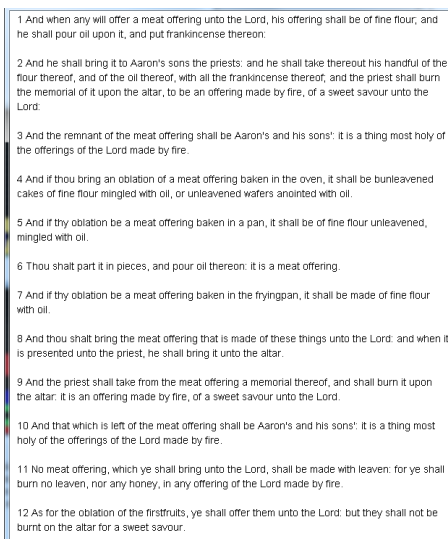 1 And when any will offer a meat offering unto the Lord, his offering shall be of fine flour; and
he shall pour oil upon it, and put frankincense thereon:
2 And he shall bring it to Aaron's sons the priests: and he shall take thereout his handful of the
flour thereof, and of the oil thereof, with all the frankincense thereof; and the priest shall burn
the memorial of it upon the altar, to be an offering made by fire, of a sweet savour unto the
Lord:
3 And the remnant of the meat offering shall be Aaron's and his sons': it is a thing most holy of
the offerings of the Lord made by fire.
4 And if thou bring an oblation of a meat offering baken in the oven, it shall be bunleavened
cakes of fine flour mingled with oil, or unleavened wafers anointed with oil.
5 And if thy oblation be a meat offering baken in a pan, it shall be of fine flour unleavened,
mingled with oil.
6 Thou shalt part it in pieces, and pour oil thereon: it is a meat offering.
7 And if thy oblation be a meat offering baken in the fryingpan, it shall be made of fine flour
with oil.
8 And thou shalt bring the meat offering that is made of these things unto the Lord: and when it
is presented unto the priest, he shall bring it unto the altar.
9 And the priest shall take from the meat offering a memorial thereof, and shall burn it upon
the altar: it is an offering made by fire, of a sweet savour unto the Lord.
10 And that which is left of the meat offering shall be Aaron's and his sons': it is a thing most
holy of the offerings of the Lord made by fire.
11 No meat offering, which ye shall bring unto the Lord, shall be made with leaven: for ye shall
burn no leaven, nor any honey, in any offering of the Lord made by fire.
12 As for the oblation of the firstfruits, ye shall offer them unto the Lord: but they shall not be
burnt on the altar for a sweet savour.